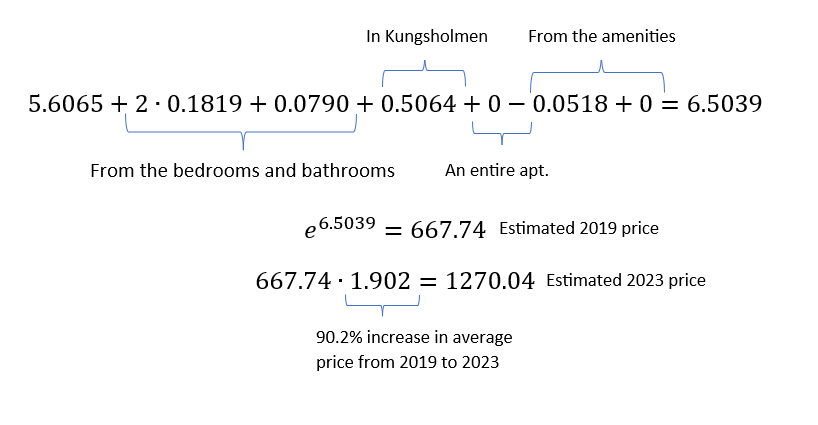 In Kungsholmen From the amenities
5.6065 + 2 · 0.1819 + 0.0790 + 0.5064 + 0 − 0.0518 + 0 = 6.5039
From the bedrooms and bathrooms An entire apt.
e^6.5039 = 667.74 Estimated 2019 price
667.74 · 1.902 = 1270.04 Estimated 2023 price
90.2% increase in average
price from 2019 to 2023